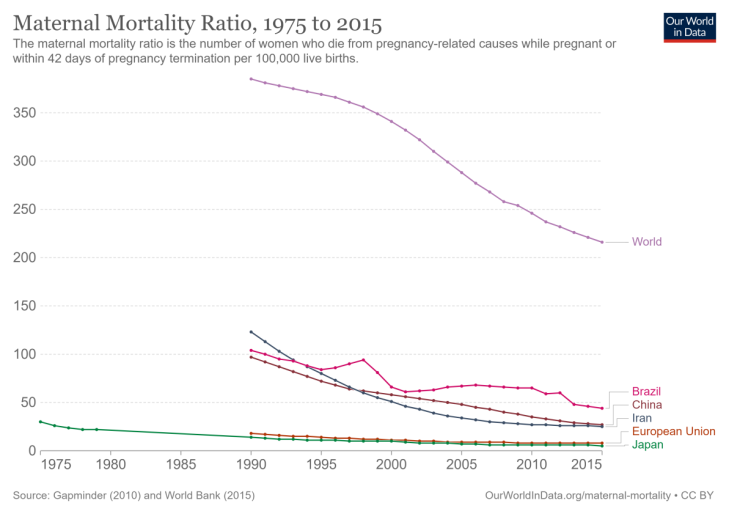 Maternal Mortality Ratio, 1975 to 2015
The maternal mortality ratio is the number of women who die from pregnancy-related causes while pregnant or
within 42 days of pregnancy termination per 100,000 live births.
Our World
in Data
350
300
250
200
150
100
50
0
World
Brazil
China
Iran
European Union
Japan
1975 1980 1985 1990 1995 2000 2005 2010 2015
Source: Gapminder (2010) and World Bank (2015)
OurWorldInData.org/maternal-mortality • CC BY